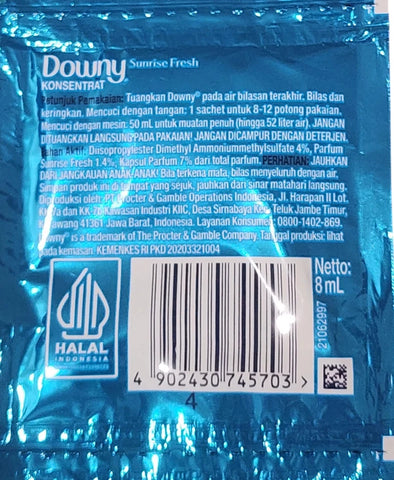 Downy Sunrise Fresh
KONSENTRAT
Petunjuk Pemakaian: Tuangkan Downy® pada air bilasan terakhir. Bilas dan
keringkan. Mencuci dengan tangan: 1 sachet untuk 8-12 potong pakaian.
Mencuci dengan mesin: 50 mL untuk muatan penuh (hingga 52 liter air). JANGAN
DITUANGKAN LANGSUNG PADA PAKAIAN! JANGAN DICAMPUR DENGAN DETERJEN.
Bahan Aktif: Diisopropylester Dimethyl Ammoniummethylsulfate 4%, Parfum
Sunrise Fresh 1.4%, Kapsul Parfum 7% dari total parfum. PERHATIAN: JAUHKAN
DARI JANGKAUAN ANAK-ANAK! Bila terkena mata, bilas menyeluruh dengan air.
Simpan produk ini di tempat yang sejuk, jauhkan dari sinar matahari langsung.
Diproduksi oleh: PT Procter & Gamble Operations Indonesia, Jl. Harapan II Lot.
dan KK-7 Kawasan Industri KIIC, Desa Sirnabaya Kec. Teluk Jambe Timur,
Karawang 41361 Jawa Barat, Indonesia. Layanan Konsumen: 0800-1402-869.
Downy® is a trademark of The Procter & Gamble Company. Tanggal produksi: lihat
pada kemasan. KEMENKES RI PKD 20203321004
Netto:
8 mL
21062997
HALAL
INDONESIA
4 902430 745703 >
4